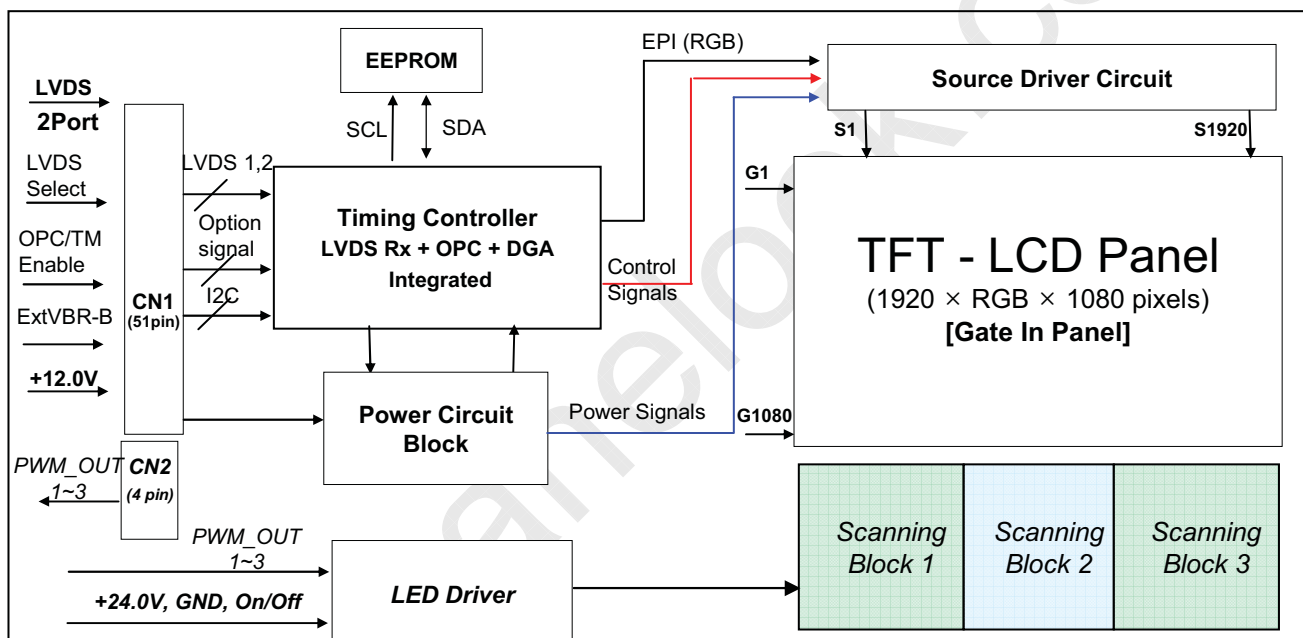 EEPROM
EPI (RGB)
Source Driver Circuit
LVDS
2Port
SCL
SDA
S1
S1920
LVDS
Select
LVDS 1,2
G1
Timing Controller
LVDS Rx + OPC + DGA
Integrated
Option
signal
OPC/TM
Enable
TFT - LCD Panel
(1920 × RGB × 1080 pixels)
[Gate In Panel]
Control
Signals
CN1
(51pin)
I2C
ExtVBR-B
+12.0V
Power Circuit
Block
Power Signals
G1080
PWM_OUT
1~3
CN2
(4 pin)
PWM_OUT
1~3
LED Driver
+24.0V, GND, On/Off
Scanning
Block 1
Scanning
Block 2
Scanning
Block 3